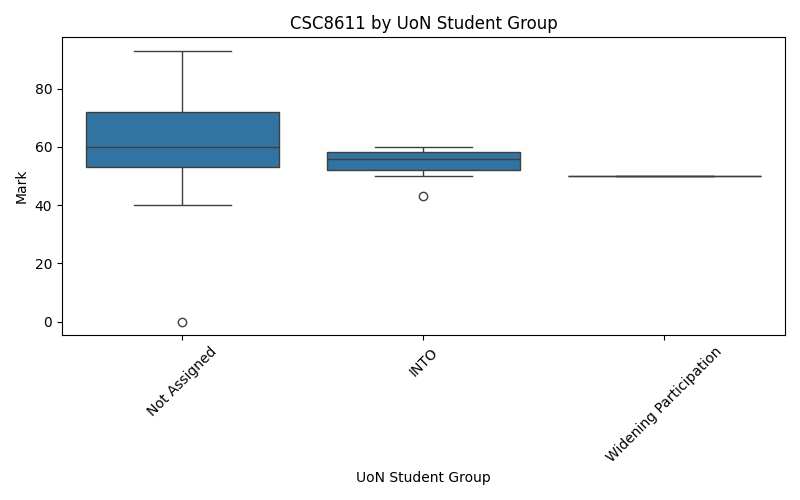 CSC8611 by UoN Student Group
Mark
80
60
40
20
0
Not Assigned
INTO
Widening Participation
UoN Student Group